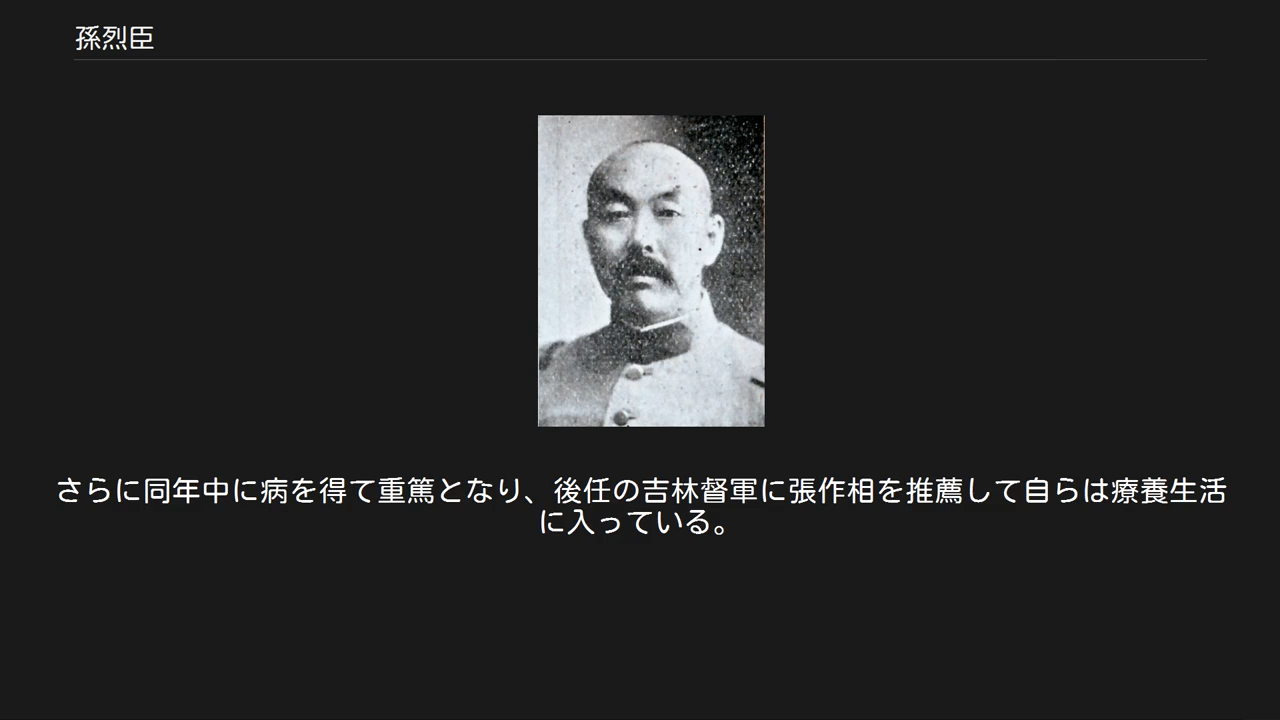 孫烈臣
さらに同年中に病を得て重篤となり、後任の吉林督軍に張作相を推薦して自らは療養生活
に入っている。